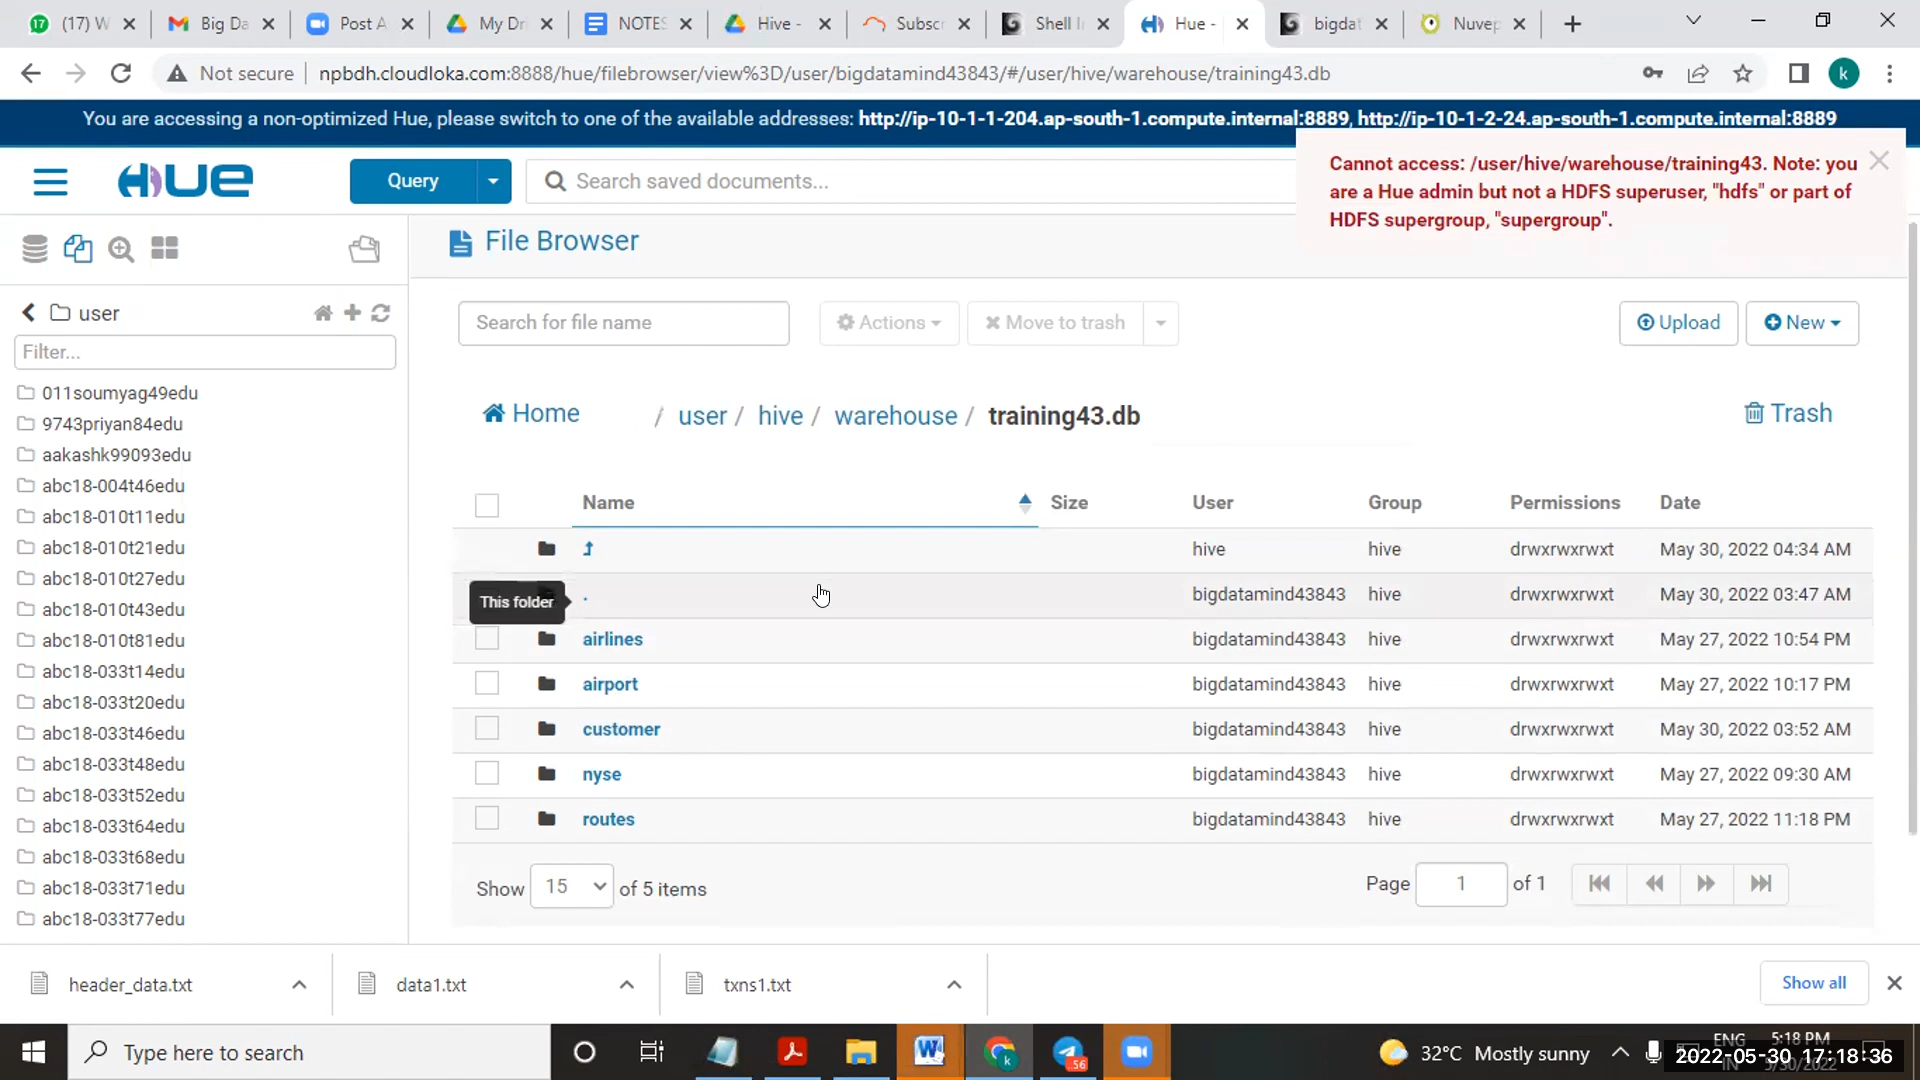 (17) W
Big Da
Post A
My Dri
NOTES
Hive -
Subscr
Shell I
Hue -
bigdat
Nuvep
Not secure
npbdh.cloudloka.com:8888/hue/filebrowser/view%3D/user/bigdatamind43843/#/user/hive/warehouse/training43.db
k
You are accessing a non-optimized Hue, please switch to one of the available addresses: http://ip-10-1-1-204.ap-south-1.compute.internal:8889, http://ip-10-1-2-24.ap-south-1.compute.internal:8889
Cannot access: /user/hive/warehouse/training43. Note: you
are a Hue admin but not a HDFS superuser, "hdfs" or part of
HDFS supergroup, "supergroup".
HUE
Query
Search saved documents...
File Browser
user
Filter...
011soumyag49edu
9743priyan84edu
aakashk99093edu
abc18-004t46edu
abc18-010t11edu
abc18-010t21edu
abc18-010t27edu
abc18-010t43edu
abc18-010t81edu
abc18-033t14edu
abc18-033t20edu
abc18-033t46edu
abc18-033t48edu
abc18-033t52edu
abc18-033t64edu
abc18-033t68edu
abc18-033t71edu
abc18-033t77edu
Search for file name
Actions
Move to trash
Upload
New
Home / user / hive / warehouse / training43.db
Trash
Name Size User Group Permissions Date
hive hive drwxrwxrwxt May 30, 2022 04:34 AM
This folder . bigdatamind43843 hive drwxrwxrwxt May 30, 2022 03:47 AM
airlines bigdatamind43843 hive drwxrwxrwxt May 27, 2022 10:54 PM
airport bigdatamind43843 hive drwxrwxrwxt May 27, 2022 10:17 PM
customer bigdatamind43843 hive drwxrwxrwxt May 30, 2022 03:52 AM
nyse bigdatamind43843 hive drwxrwxrwxt May 27, 2022 09:30 AM
routes bigdatamind43843 hive drwxrwxrwxt May 27, 2022 11:18 PM
Show 15 of 5 items
Page 1 of 1
header_data.txt
data1.txt
txns1.txt
Show all
Type here to search
56
32°C Mostly sunny
ENG
IN
5:18 PM
5/30/2022
2022-05-30 17:18:36